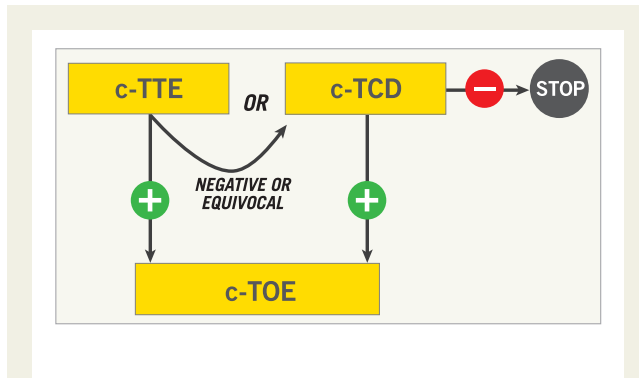 c-TTE
OR
c-TCD
STOP
NEGATIVE OR
EQUIVOCAL
c-TOE